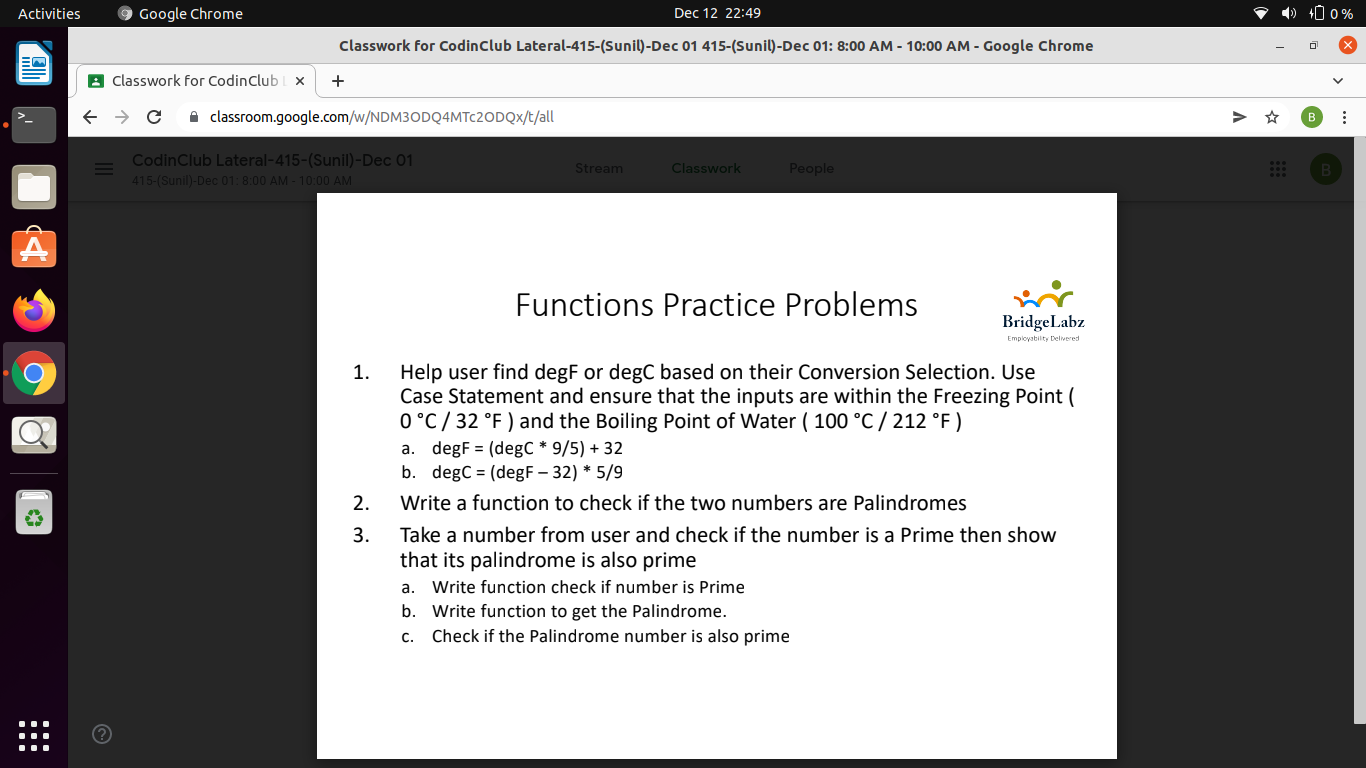 Activities
Google Chrome
Dec 12 22:49
0 %
Classwork for CodinClub Lateral-415-(Sunil)-Dec 01 415-(Sunil)-Dec 01: 8:00 AM - 10:00 AM - Google Chrome
Classwork for CodinClub L
classroom.google.com/w/NDM3ODQ4MTc2ODQx/t/all
B
CodinClub Lateral-415-(Sunil)-Dec 01
415-(Sunil)-Dec 01: 8:00 AM - 10:00 AM
Stream
Classwork
People
B
Functions Practice Problems
BridgeLabz
Employability Delivered
1. Help user find degF or degC based on their Conversion Selection. Use
Case Statement and ensure that the inputs are within the Freezing Point (
0 °C / 32 °F ) and the Boiling Point of Water ( 100 °C / 212 °F )
a. degF = (degC * 9/5) + 32
b. degC = (degF – 32) * 5/9
2. Write a function to check if the two numbers are Palindromes
3. Take a number from user and check if the number is a Prime then show
that its palindrome is also prime
a. Write function check if number is Prime
b. Write function to get the Palindrome.
c. Check if the Palindrome number is also prime